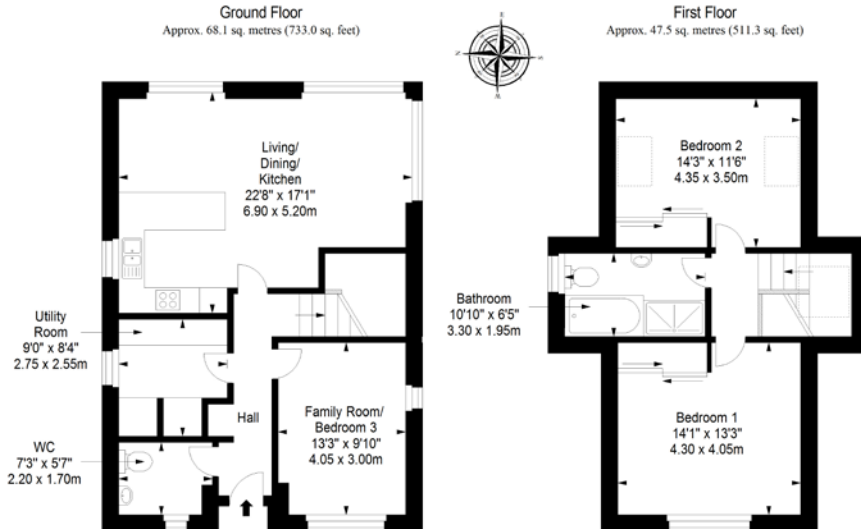 Ground Floor
Approx. 68.1 sq. metres (733.0 sq. feet)
Living/
Dining/
Kitchen
22'8" x 17'1"
6.90 x 5.20m
Utility
Room
9'0" x 8'4"
2.75 x 2.55m
WC
7'3" x 5'7"
2.20 x 1.70m
Hall
Family Room/
Bedroom 3
13'3" x 9'10"
4.05 x 3.00m
First Floor
Approx. 47.5 sq. metres (511.3 sq. feet)
Bedroom 2
14'3" x 11'6"
4.35 x 3.50m
Bathroom
10'10" x 6'5"
3.30 x 1.95m
Bedroom 1
14'1" x 13'3"
4.30 x 4.05m